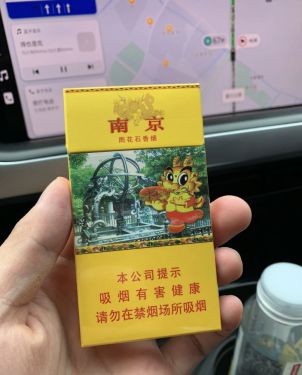 南京
雨花石香烟
本公司提示
吸烟有害健康
请勿在禁烟场所吸烟